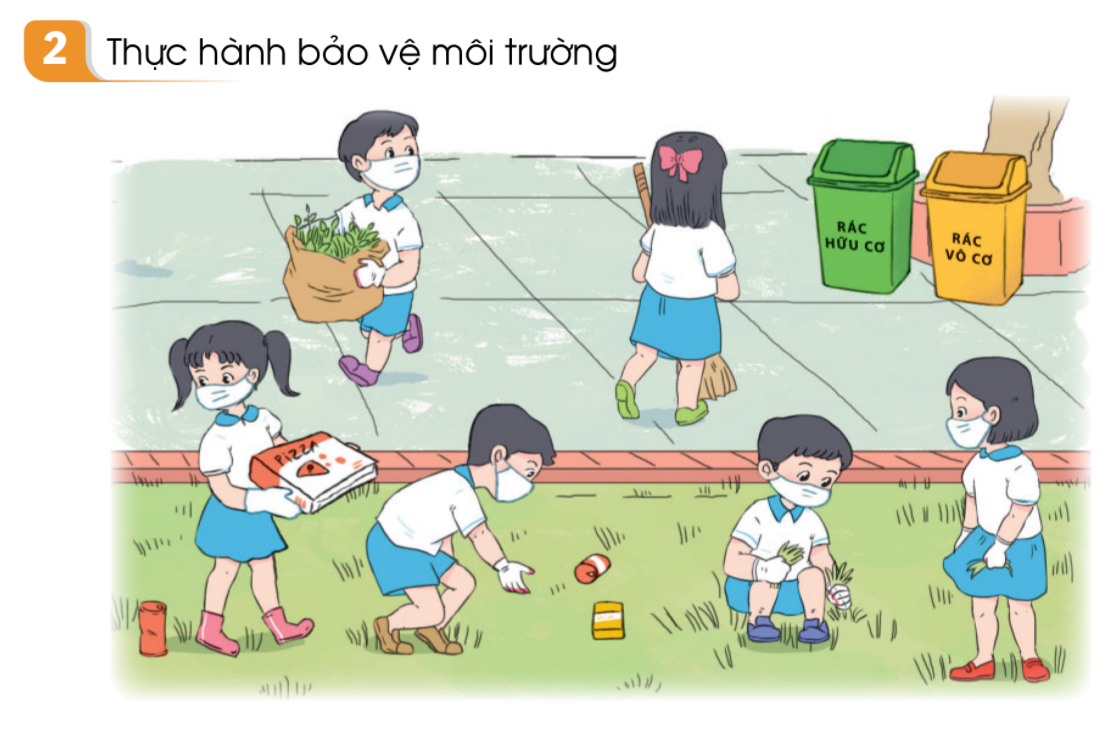 2
Thực hành bảo vệ môi trường
RÁC
HỮU CƠ
RÁC
VÔ CƠ
PIZZA